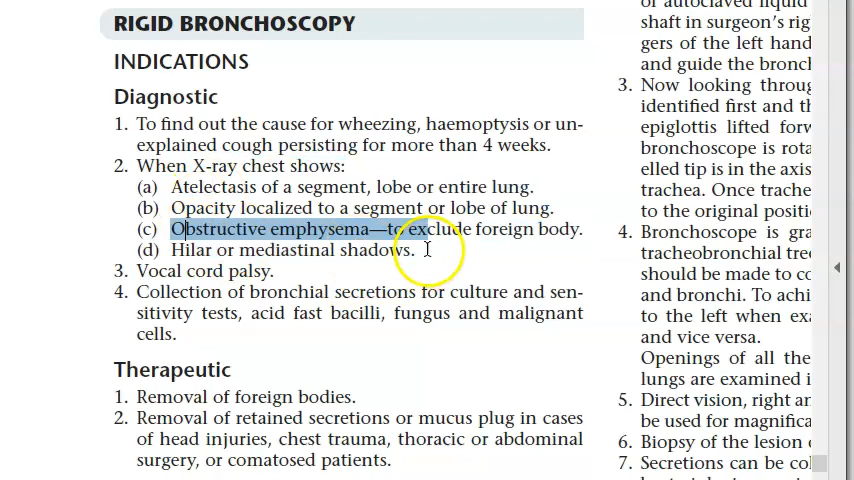 RIGID BRONCHOSCOPY
INDICATIONS
Diagnostic
1. To find out the cause for wheezing, haemoptysis or un-
explained cough persisting for more than 4 weeks.
2. When X-ray chest shows:
(a) Atelectasis of a segment, lobe or entire lung.
(b) Opacity localized to a segment or lobe of lung.
(c) Obstructive emphysema—to exclude foreign body.
(d) Hilar or mediastinal shadows.
3. Vocal cord palsy.
4. Collection of bronchial secretions for culture and sen-
sitivity tests, acid fast bacilli, fungus and malignant
cells.
Therapeutic
1. Removal of foreign bodies.
2. Removal of retained secretions or mucus plug in cases
of head injuries, chest trauma, thoracic or abdominal
surgery, or comatosed patients.
of autoclaved liquid
shaft in surgeon's rig
gers of the left hand
and guide the bronch
3. Now looking throug
identified first and th
epiglottis lifted forw
bronchoscope is rota
elled tip is in the axis
trachea. Once trache
to the original positi
4. Bronchoscope is gra
tracheobronchial tree
should be made to co
and bronchi. To achi
to the left when exa
and vice versa.
Openings of all the
lungs are examined i
5. Direct vision, right an
be used for magnifica
6. Biopsy of the lesion
7. Secretions can be col